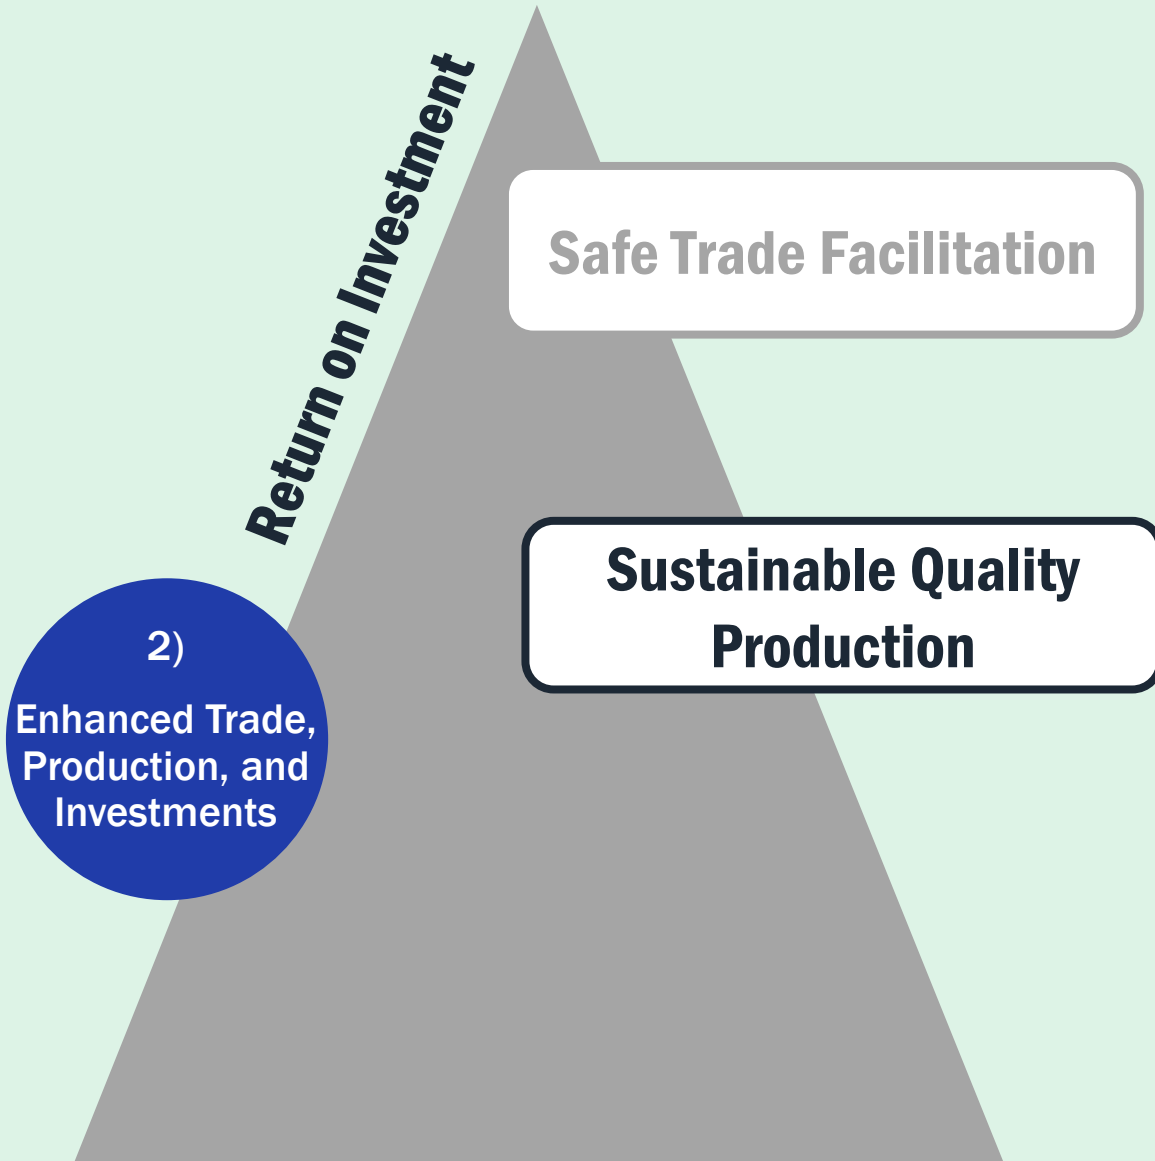 Return on Investment
Safe Trade Facilitation
Sustainable Quality
Production
2)
Enhanced Trade,
Production, and
Investments